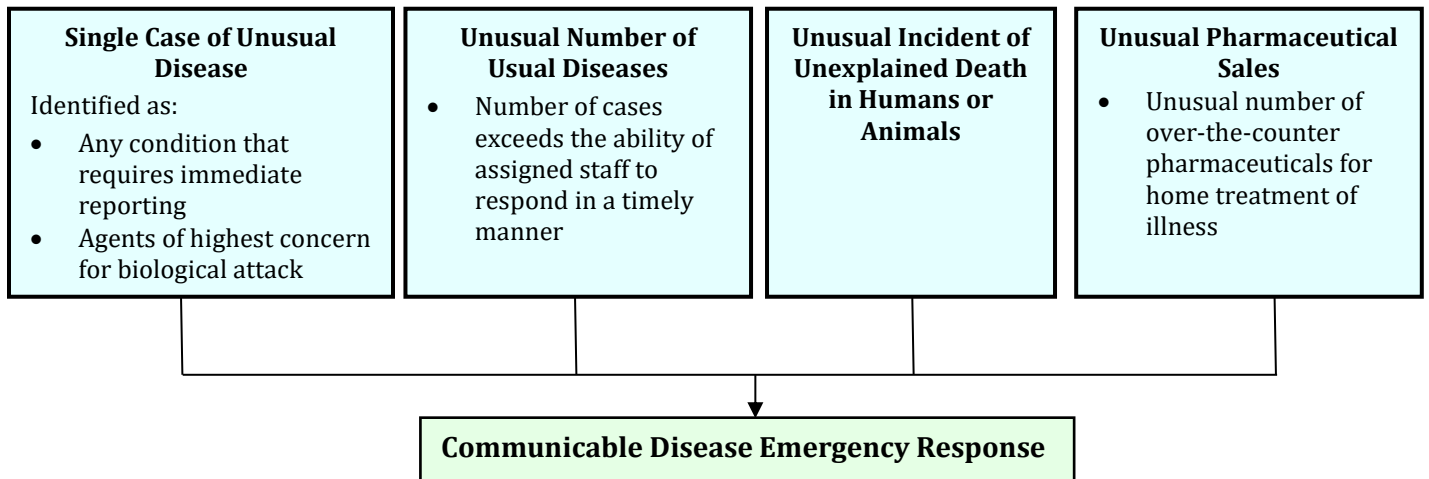 Single Case of Unusual
Disease
Identified as:
• Any condition that
requires immediate
reporting
• Agents of highest concern
for biological attack
Unusual Number of
Usual Diseases
• Number of cases
exceeds the ability of
assigned staff to
respond in a timely
manner
Unusual Incident of
Unexplained Death
in Humans or
Animals
Unusual Pharmaceutical
Sales
• Unusual number of
over-the-counter
pharmaceuticals for
home treatment of
illness
Communicable Disease Emergency Response